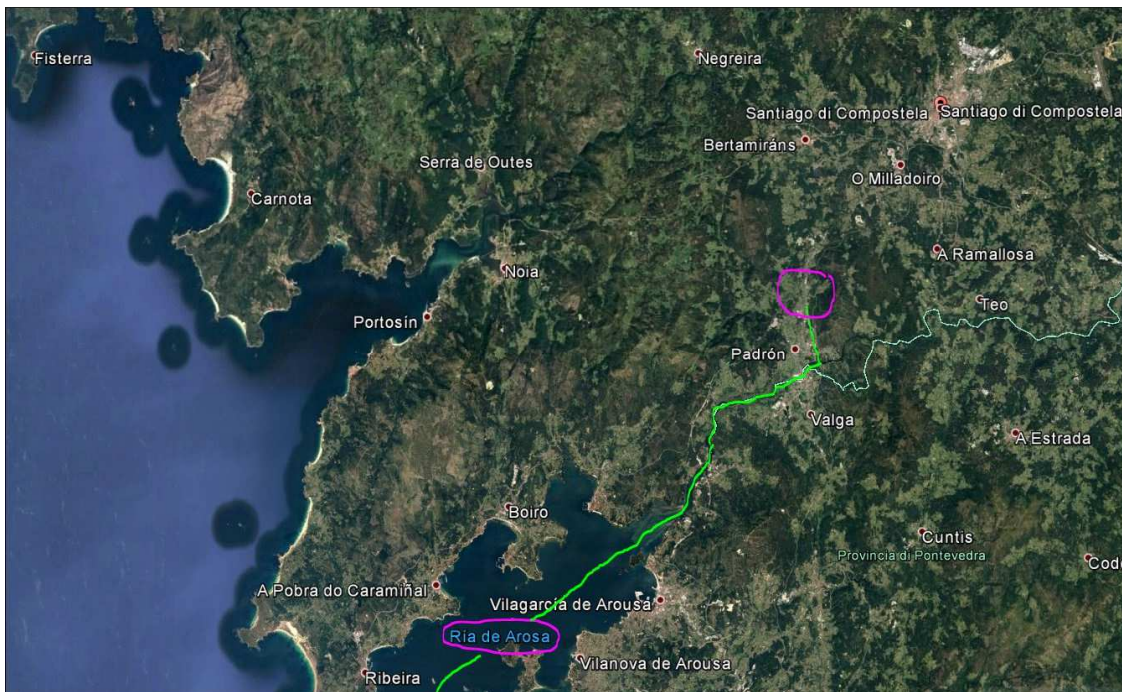 Fisterra
Negreira
Santiago di Compostela
Santiago di Compostela
Bertamiráns
Serra de Outes
O Milladoiro
Carnota
A Ramallosa
Noia
Teo
Portosín
Padrón
Valga
A Estrada
Boiro
Cuntis
Provincia di Pontevedra
Code
A Pobra do Caramiñal
Vilagarcía de Arousa
Ría de Arosa
Vilanova de Arousa
Ribeira